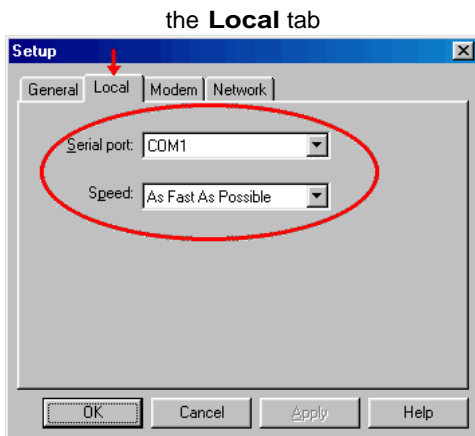 the Local tab
Setup
General Local Modem Network
Serial port: COM1
Speed: As Fast As Possible
OK Cancel Apply Help